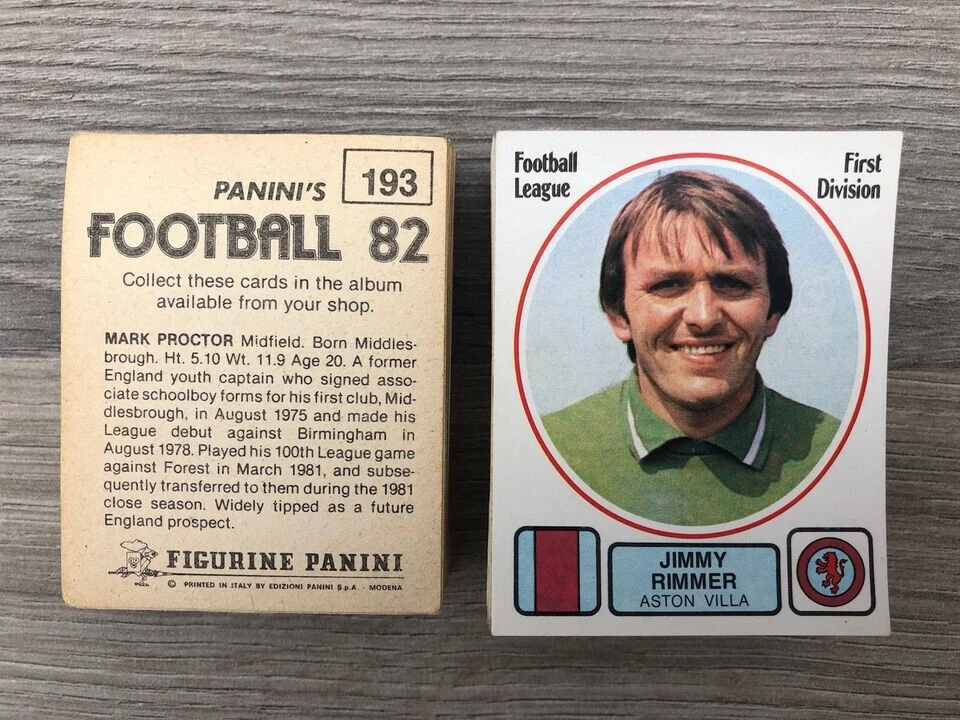 PANINI'S
193
FOOTBALL 82
Collect these cards in the album
available from your shop.
MARK PROCTOR Midfield. Born Middles-
brough. Ht. 5.10 Wt. 11.9 Age 20. A former
England youth captain who signed asso-
ciate schoolboy forms for his first club, Mid-
dlesbrough, in August 1975 and made his
League debut against Birmingham in
August 1978. Played his 100th League game
against Forest in March 1981, and subse-
quently transferred to them during the 1981
close season. Widely tipped as a future
England prospect.
FIGURINE PANINI
© PRINTED IN ITALY BY EDIZIONI PANINI S.p.A. - MODENA
Football
League
First
Division
JIMMY
RIMMER
ASTON VILLA